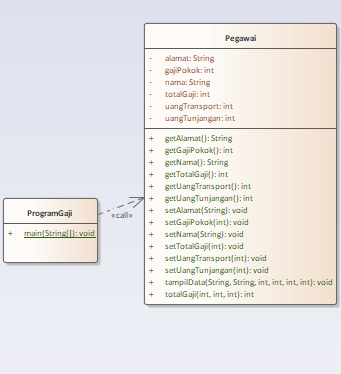 Pegawai
- alamat: String
- gajiPokok: int
- nama: String
- totalGaji: int
- uangTransport: int
- uangTunjangan: int
+ getAlamat(): String
+ getGajiPokok(): int
+ getNama(): String
+ getTotalGaji(): int
+ getUangTransport(): int
+ getUangTunjangan(): int
+ setAlamat(String): void
+ setGajiPokok(int): void
+ setNama(String): void
+ setTotalGaji(int): void
+ setUangTransport(int): void
+ setUangTunjangan(int): void
+ tampilData(String, String, int, int, int, int): void
+ totalGaji(int, int, int): int
ProgramGaji
+ main(String[]): void
«call»